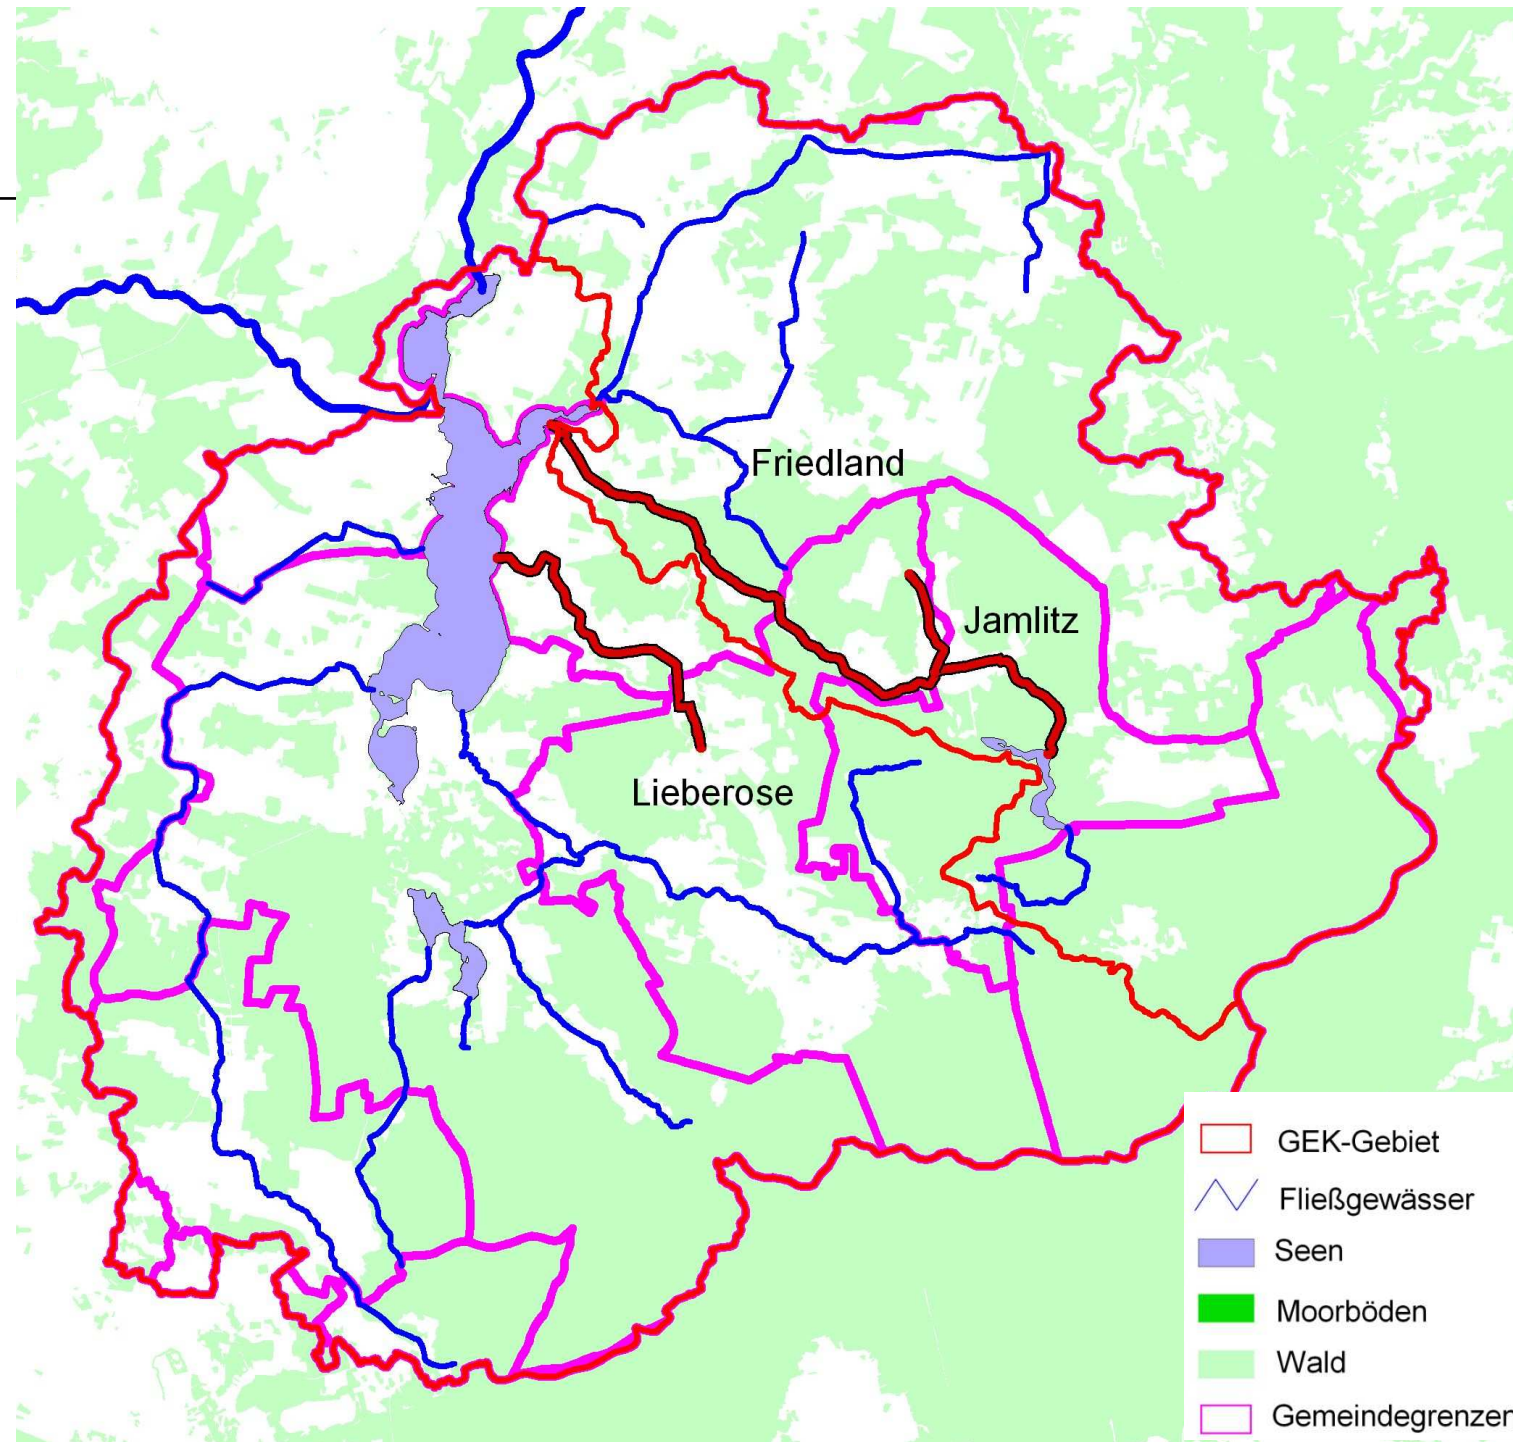 Friedland
Jamlitz
Lieberose
GEK-Gebiet
Fließgewässer
Seen
Moorböden
Wald
Gemeindegrenzen